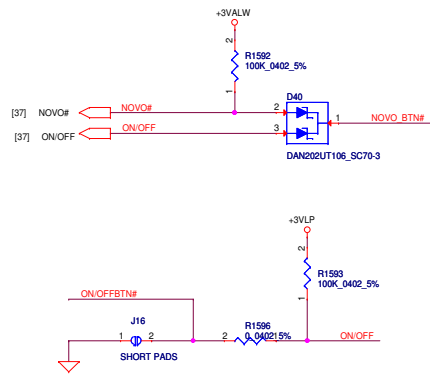 +3VALW
2
R1592
100K_0402_5%
1
D40
[37] NOVO#
NOVO#
2
1
NOVO_BTN#
[37] ON/OFF
ON/OFF
3
DAN202UT106_SC70-3
+3VLP
2
R1593
100K_0402_5%
1
ON/OFFBTN#
J16
1
2
SHORT PADS
R1596
2
0_0402_5%
1
ON/OFF